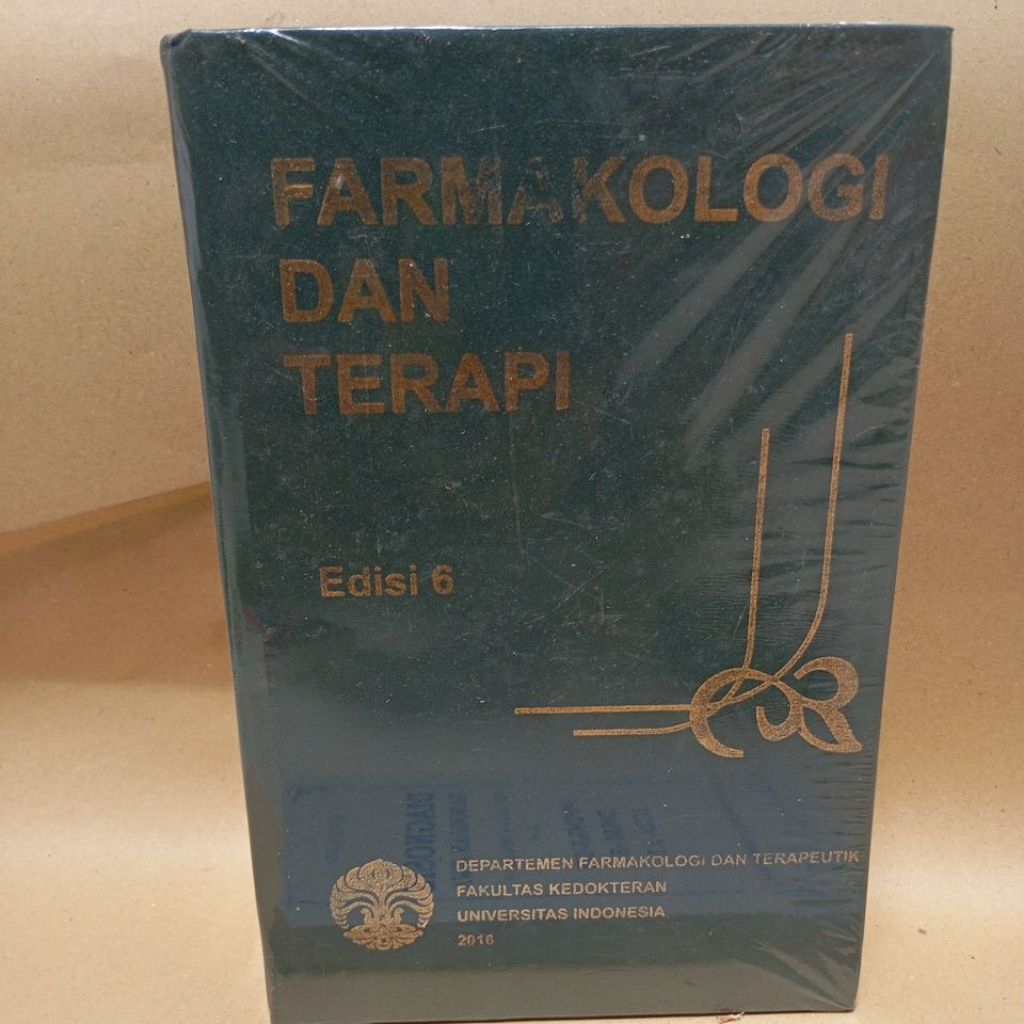 FARMAKOLOGI
DAN
TERAPI
Edisi 6
DEPARTEMEN FARMAKOLOGI DAN TERAPEUTIK
FAKULTAS KEDOKTERAN
UNIVERSITAS INDONESIA
2016